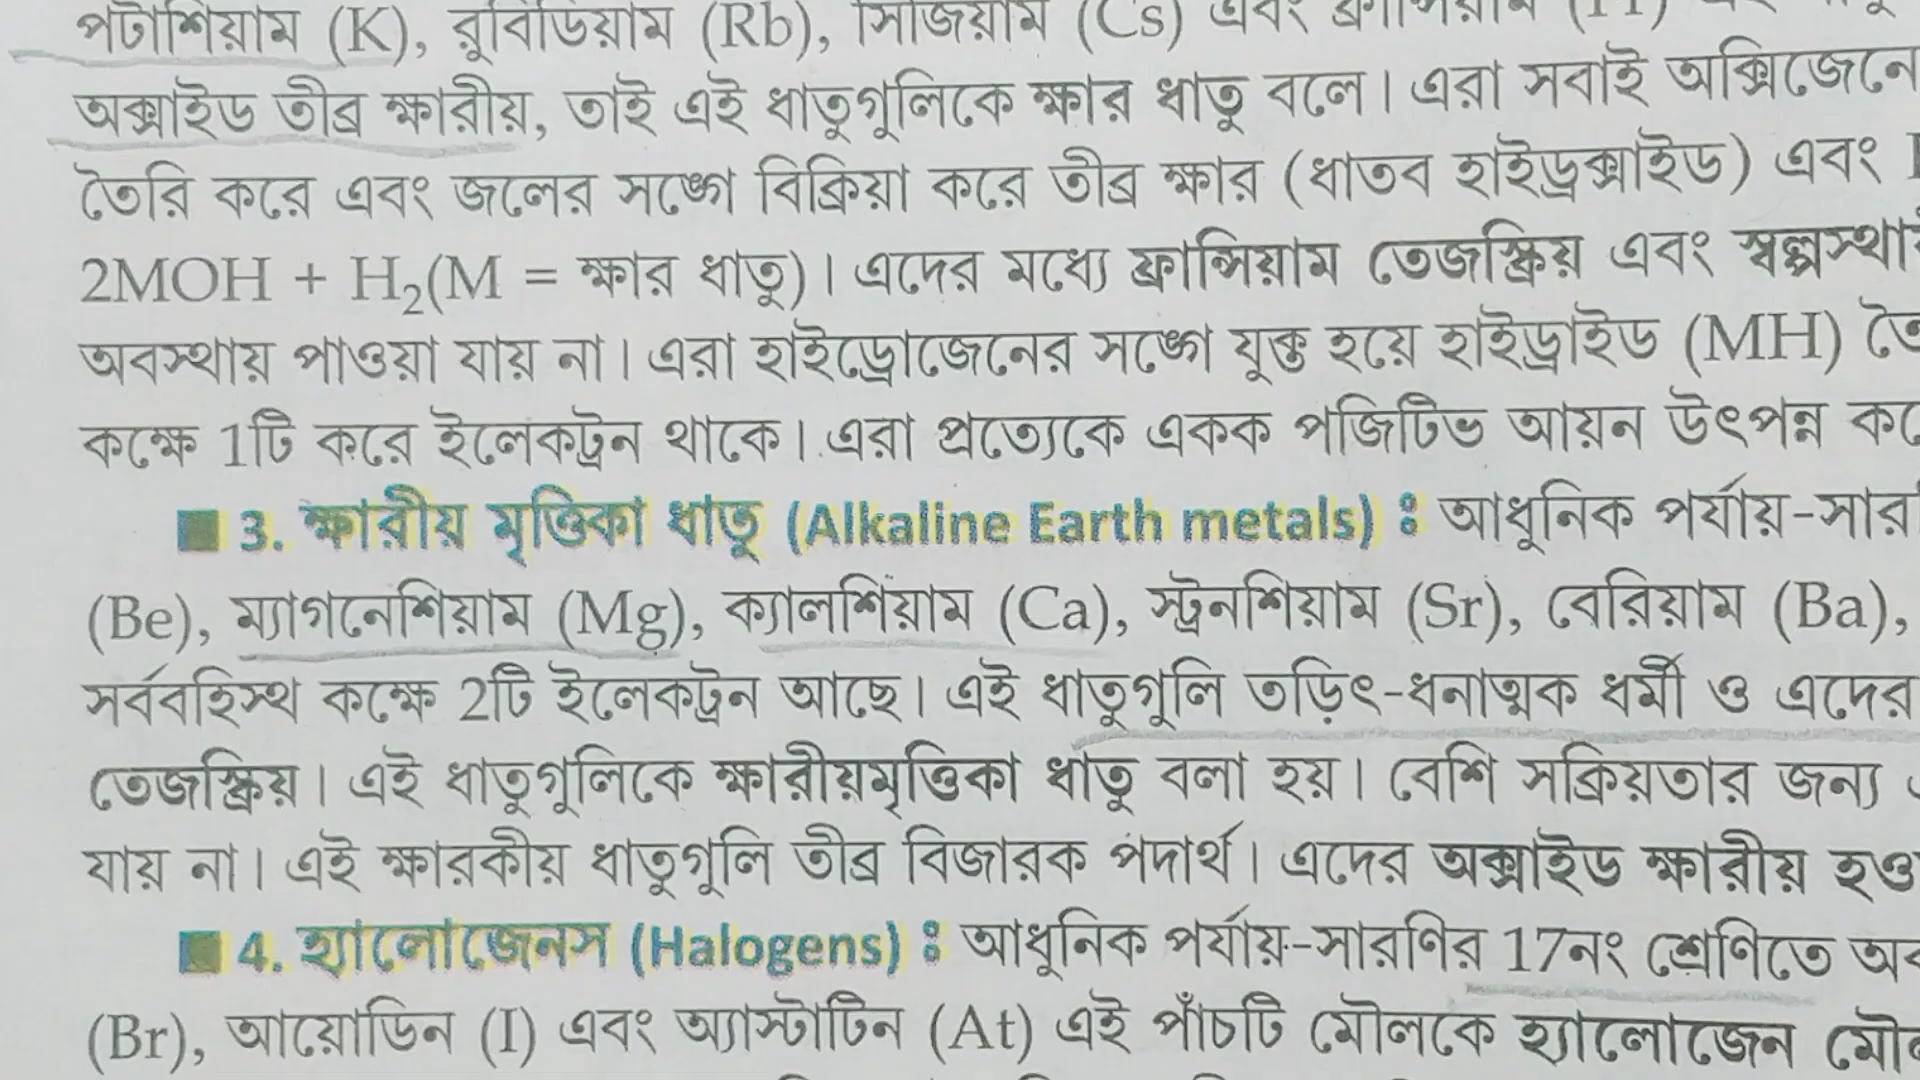 পটাশিয়াম (K), রুবিডিয়াম (Rb), সিজিয়াম (Cs) এবং ফ্রান্সিয়াম (Fr)
অক্সাইড তীব্র ক্ষারীয়, তাই এই ধাতুগুলিকে ক্ষার ধাতু বলে। এরা সবাই অক্সিজেনে
তৈরি করে এবং জলের সঙ্গে বিক্রিয়া করে তীব্র ক্ষার (ধাতব হাইড্রক্সাইড) এবং
2MOH + H₂(M = ক্ষার ধাতু)। এদের মধ্যে ফ্রান্সিয়াম তেজস্ক্রিয় এবং স্বল্পস্থা
অবস্থায় পাওয়া যায় না। এরা হাইড্রোজেনের সঙ্গে যুক্ত হয়ে হাইড্রাইড (MH) তৈ
কক্ষে 1টি করে ইলেকট্রন থাকে। এরা প্রত্যেকে একক পজিটিভ আয়ন উৎপন্ন করে
■ 3. ক্ষারীয় মৃত্তিকা ধাতু (Alkaline Earth metals) : আধুনিক পর্যায়-সার
(Be), ম্যাগনেশিয়াম (Mg), ক্যালশিয়াম (Ca), স্ট্রনশিয়াম (Sr), বেরিয়াম (Ba),
সর্ববহিস্থ কক্ষে 2টি ইলেকট্রন আছে। এই ধাতুগুলি তড়িৎ-ধনাত্মক ধর্মী ও এদের
তেজস্ক্রিয়। এই ধাতুগুলিকে ক্ষারীয়মৃত্তিকা ধাতু বলা হয়। বেশি সক্রিয়তার জন্য
যায় না। এই ক্ষারকীয় ধাতুগুলি তীব্র বিজারক পদার্থ। এদের অক্সাইড ক্ষারীয় হও
■ 4. হ্যালোজেনস (Halogens) : আধুনিক পর্যায়-সারণির 17নং শ্রেণিতে অব
(Br), আয়োডিন (I) এবং অ্যাস্টাটিন (At) এই পাঁচটি মৌলকে হ্যালোজেন মৌ